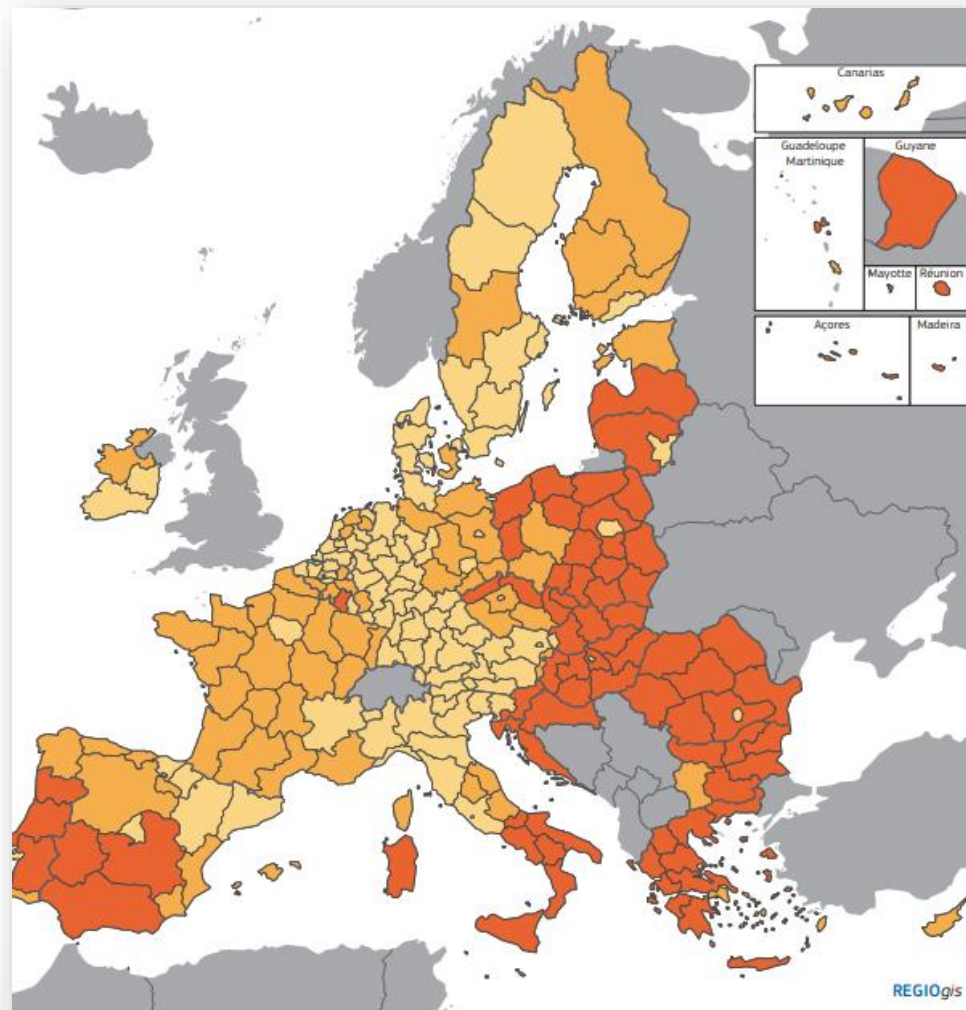 Canarias
Guadeloupe
Martinique
Guyane
Mayotte
Réunion
Açores
Madeira
REGIOgis